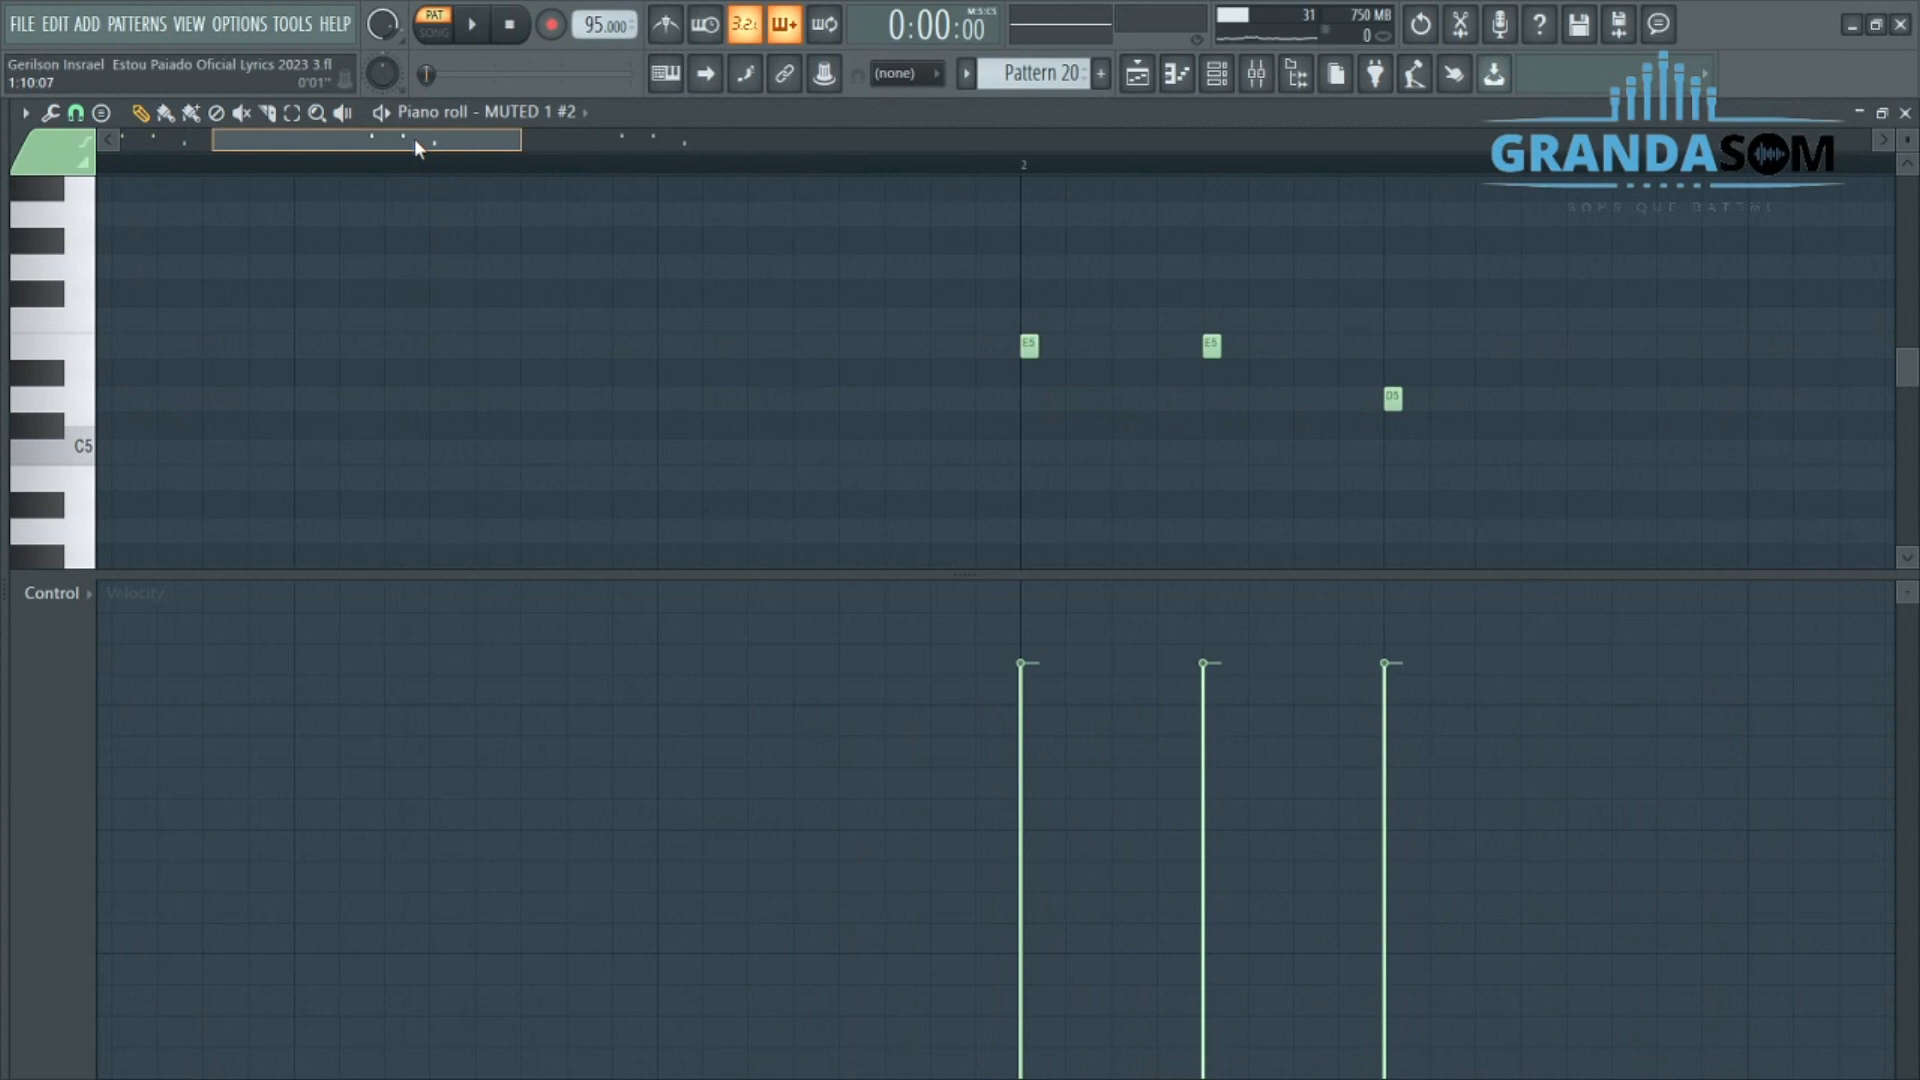 FILE EDIT ADD PATTERNS VIEW OPTIONS TOOLS HELP
PAT
SONG
95.000
3.2.
0:00:00
M:S:CS
31
750 MB
0
Gerilson Insrael Estou Paiado Oficial Lyrics 2023 3.fl
1:10:07
0'01"
(none)
Pattern 20
+
Piano roll - MUTED 1 #2
GRANDASOM
2
E5
E5
D5
C5
Control
Velocity